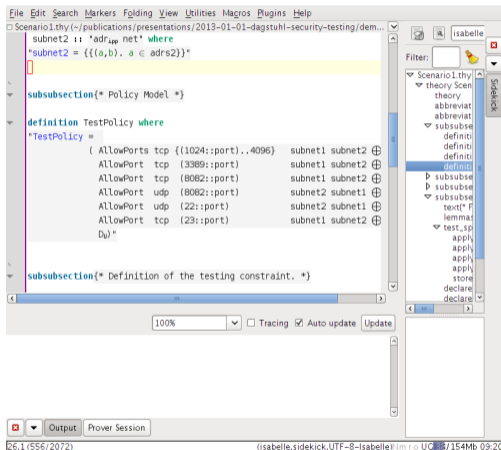 File Edit Search Markers Folding View Utilities Macros Plugins Help
Scenario1.thy (~/publications/presentations/2013-01-01-dagstuhl-security-testing/dem...
subnet2 :: "adrᵢₚₚ net" where
"subnet2 = {{(a,b). a ∈ adrs2}}"
subsubsection{* Policy Model *}
definition TestPolicy where
"TestPolicy =
( AllowPorts tcp {(1024::port)..4096} subnet1 subnet2 ⊕
AllowPort tcp (3389::port) subnet1 subnet2 ⊕
AllowPort tcp (8082::port) subnet1 subnet2 ⊕
AllowPort udp (8082::port) subnet2 subnet1 ⊕
AllowPort udp (22::port) subnet2 subnet1 ⊕
AllowPort tcp (23::port) subnet1 subnet2 ⊕
Dᵤ)"
subsubsection{* Definition of the testing constraint. *}
100% Tracing Auto update Update
Output Prover Session
26,1 (556/2072) (isabelle,sidekick,UTF-8-Isabelle) 154Mb 09:20
isabelle
Filter:
Scenario1.thy
theory Scen
theory
abbreviat
abbreviat
subsubse
definiti
definiti
definiti
definiti
subsubse
subsubse
subsubse
text(* F
lemmas
test_sp
apply
apply
apply
apply
store
declare
declare
Sidekick